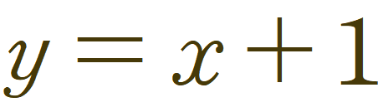 y = x + 1